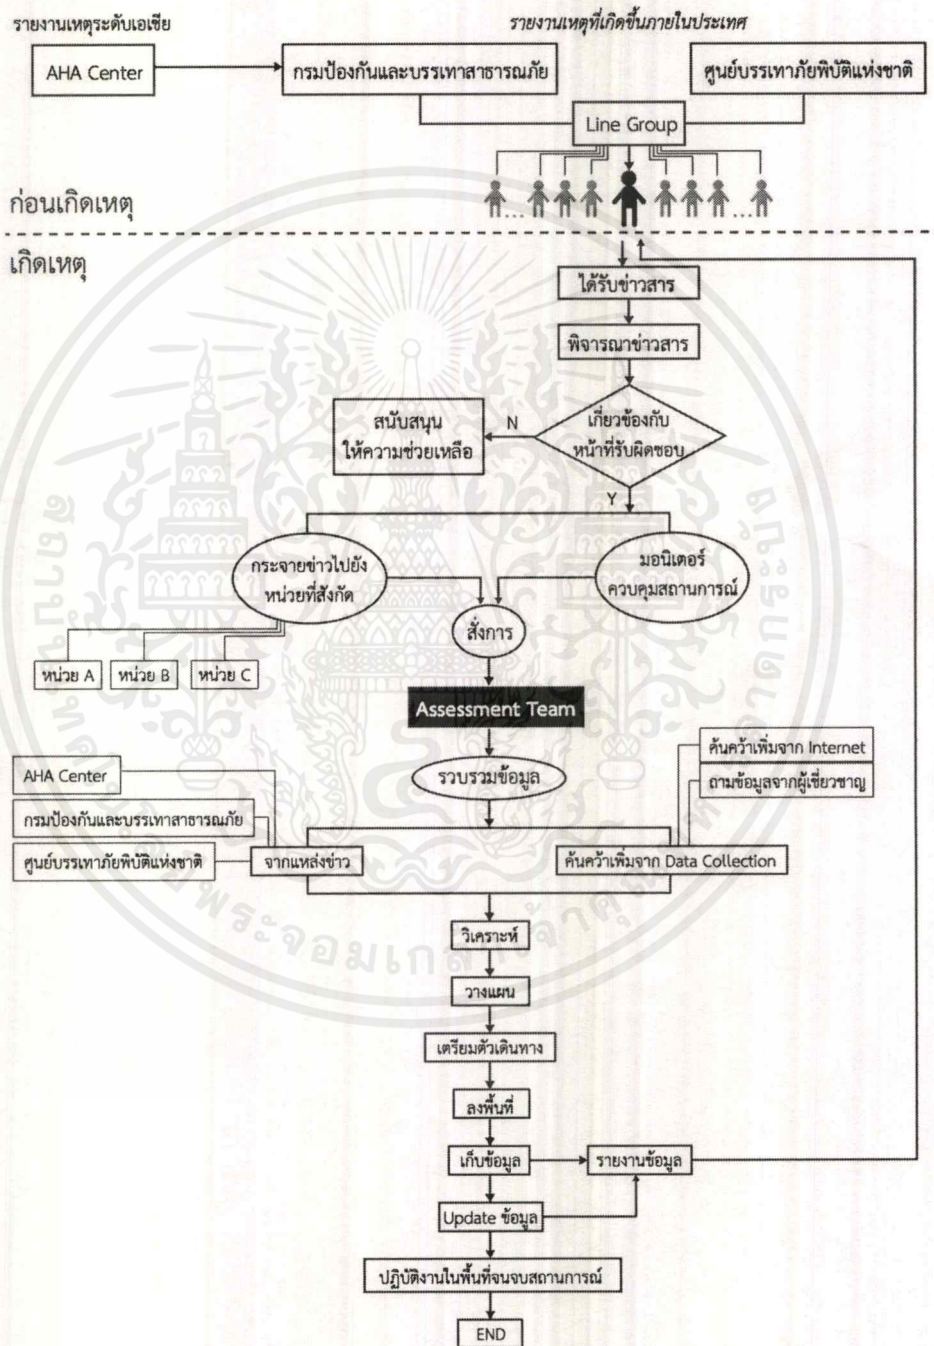 รายงานเหตุระดับเอเชีย
รายงานเหตุที่เกิดขึ้นภายในประเทศ
AHA Center
กรมป้องกันและบรรเทาสาธารณภัย
ศูนย์บรรเทาภัยพิบัติแห่งชาติ
Line Group
ก่อนเกิดเหตุ
เกิดเหตุ
ได้รับข่าวสาร
พิจารณาข่าวสาร
เกี่ยวข้องกับ
หน้าที่รับผิดชอบ
N
สนับสนุน
ให้ความช่วยเหลือ
Y
กระจายข่าวไปยัง
หน่วยที่สังกัด
มอนิเตอร์
ควบคุมสถานการณ์
สั่งการ
หน่วย A
หน่วย B
หน่วย C
Assessment Team
รวบรวมข้อมูล
AHA Center
กรมป้องกันและบรรเทาสาธารณภัย
ศูนย์บรรเทาภัยพิบัติแห่งชาติ
จากแหล่งข่าว
ค้นคว้าเพิ่มจาก Internet
ถามข้อมูลจากผู้เชี่ยวชาญ
ค้นคว้าเพิ่มจาก Data Collection
วิเคราะห์
วางแผน
เตรียมตัวเดินทาง
ลงพื้นที่
เก็บข้อมูล
รายงานข้อมูล
Update ข้อมูล
ปฏิบัติงานในพื้นที่จนจบสถานการณ์
END